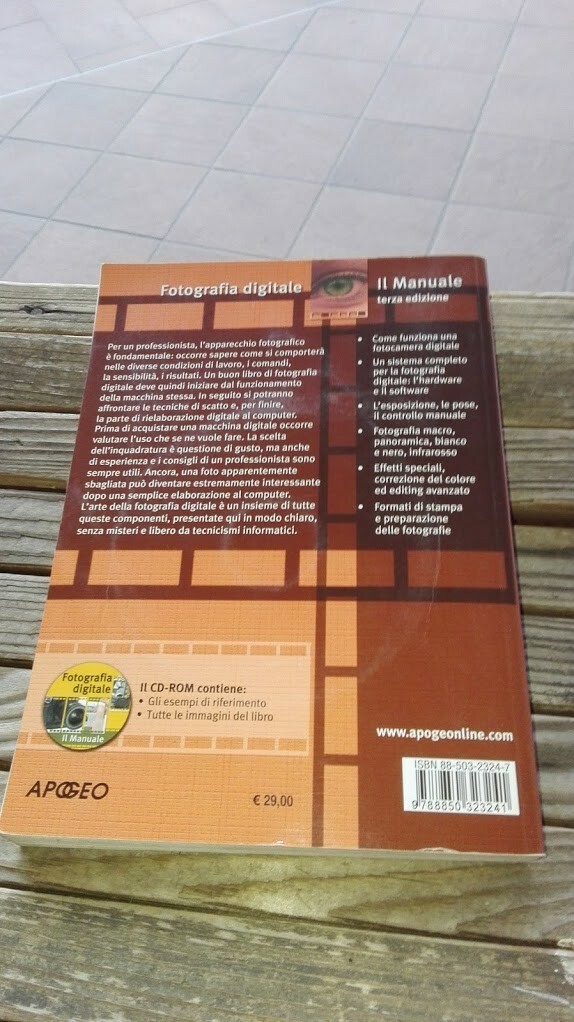 Fotografia digitale
Il Manuale
terza edizione
Per un professionista, l'apparecchio fotografico
è fondamentale: occorre sapere come si comporterà
nelle diverse condizioni di lavoro, i comandi,
la sensibilità, i risultati. Un buon libro di fotografia
digitale deve quindi iniziare dal funzionamento
della macchina stessa. In seguito si potranno
affrontare le tecniche di scatto e, per finire,
la parte di rielaborazione digitale al computer.
Prima di acquistare una macchina digitale occorre
valutare l'uso che se ne vuole fare. La scelta
dell'inquadratura è questione di gusto, ma anche
di esperienza e i consigli di un professionista sono
sempre utili. Ancora, una foto apparentemente
sbagliata può diventare estremamente interessante
dopo una semplice elaborazione al computer.
L'arte della fotografia digitale è un insieme di tutte
queste componenti, presentate qui in modo chiaro,
senza misteri e libero da tecnicismi informatici.
• Come funziona una
fotocamera digitale
• Un sistema completo
per la fotografia
digitale: l'hardware
e il software
• L'esposizione, le pose,
il controllo manuale
• Fotografia macro,
panoramica, bianco
e nero, infrarosso
• Effetti speciali,
correzione del colore
ed editing avanzato
• Formati di stampa
e preparazione
delle fotografie
Fotografia
digitale
Il Manuale
Il CD-ROM contiene:
• Gli esempi di riferimento
• Tutte le immagini del libro
www.apogeonline.com
ISBN 88-503-2324-7
9 788850 323241
APOGEO
€ 29,00